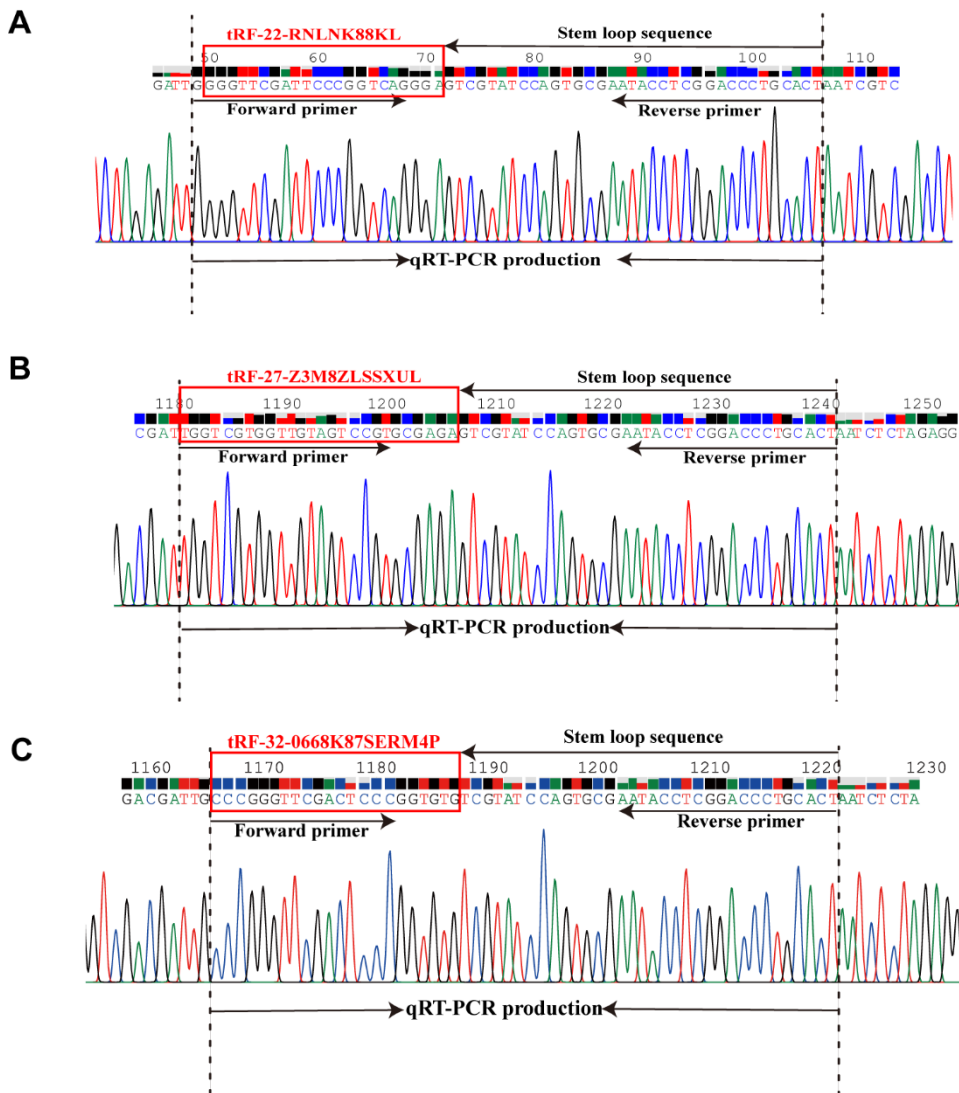 A
tRF-22-RNLNK88KL
Stem loop sequence
50 60 70 80 90 100 110
GATTGGGGTTCGATTCCCGGTCAGGGAGTCGTATCCAGTGCGAATACCTCGGACCCTGCACTAATCGTC
Forward primer
Reverse primer
qRT-PCR production
B
tRF-27-Z3M8ZLSSXUL
Stem loop sequence
1180 1190 1200 1210 1220 1230 1240 1250
CGATTGGTCGTGGTTGTAGTCCGTGCGAGAGTCGTATCCAGTGCGAATACCTCGGACCCTGCACTAATCTCTAGAGG
Forward primer
Reverse primer
qRT-PCR production
C
tRF-32-0668K87SERM4P
Stem loop sequence
1160 1170 1180 1190 1200 1210 1220 1230
GACGATTGCCCGGGTTCGACTCCCCGGTGTGTCGTATCCAGTGCGAATACCTCGGACCCTGCACTAATCTCTA
Forward primer
Reverse primer
qRT-PCR production